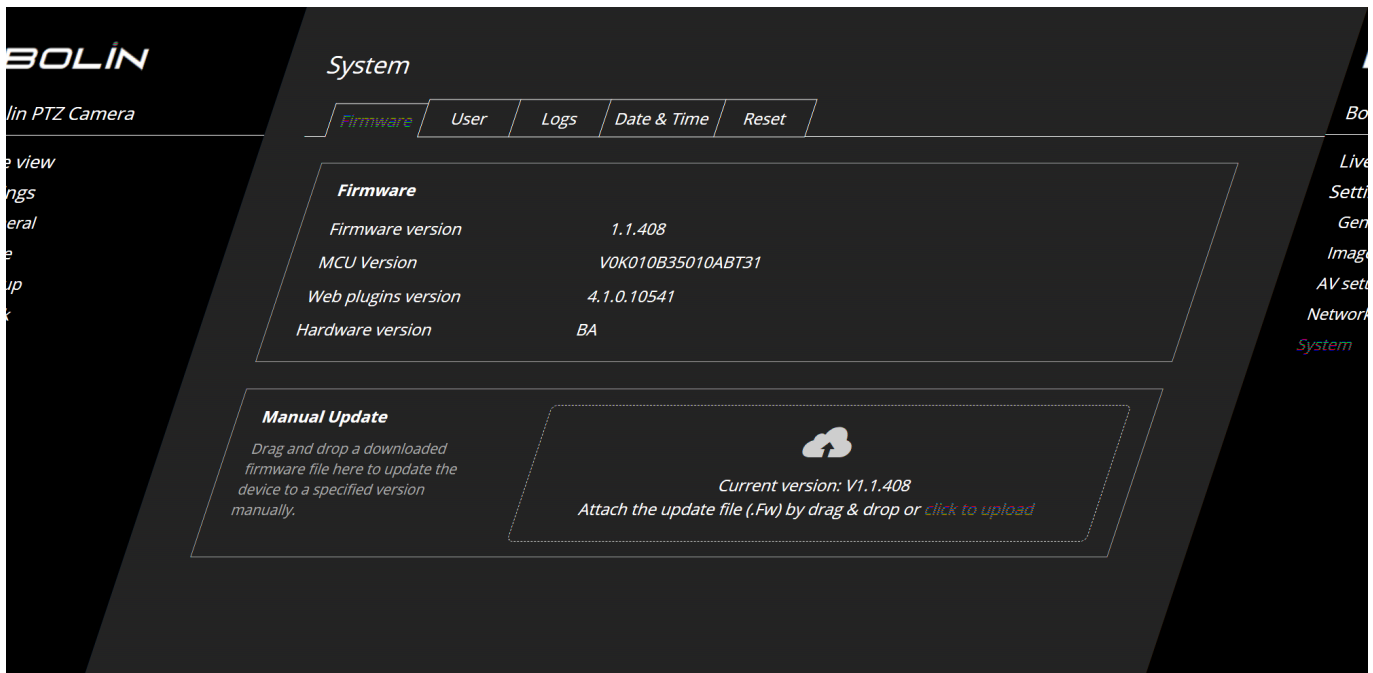 BOLIN
lin PTZ Camera
e view
ngs
eral
e
up
k
System
Firmware
User
Logs
Date & Time
Reset
Firmware
Firmware version 1.1.408
MCU Version V0K010B35010ABT31
Web plugins version 4.1.0.10541
Hardware version BA
Manual Update
Drag and drop a downloaded
firmware file here to update the
device to a specified version
manually.
Current version: V1.1.408
Attach the update file (.Fw) by drag & drop or click to upload
Bo
Live
Setti
Gen
Image
AV setu
Network
System